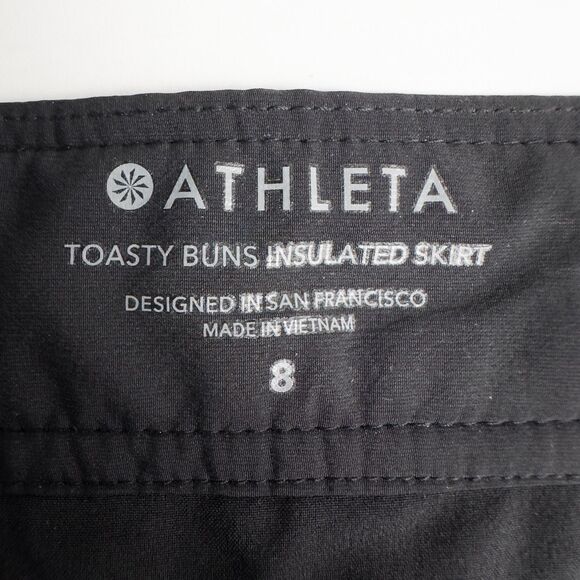 ATHLETA
TOASTY BUNS INSULATED SKIRT
DESIGNED IN SAN FRANCISCO
MADE IN VIETNAM
8